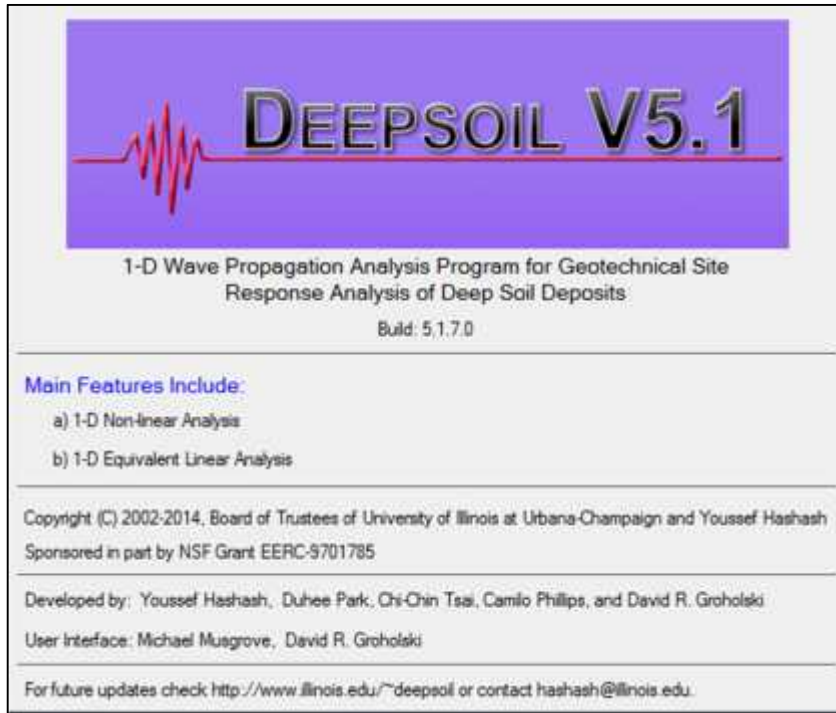 DEEPSOIL V5.1
1-D Wave Propagation Analysis Program for Geotechnical Site
Response Analysis of Deep Soil Deposits
Build: 5.1.7.0
Main Features Include:
a) 1-D Non-linear Analysis
b) 1-D Equivalent Linear Analysis
Copyright (C) 2002-2014, Board of Trustees of University of Illinois at Urbana-Champaign and Youssef Hashash
Sponsored in part by NSF Grant EERC-9701785
Developed by: Youssef Hashash, Duhee Park, Chi-Chin Tsai, Camilo Phillips, and David R. Groholski
User Interface: Michael Musgrove, David R. Groholski
For future updates check http://www.illinois.edu/~deepsoil or contact hashash@illinois.edu.